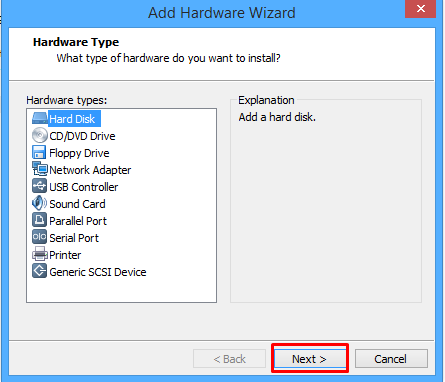 Add Hardware Wizard
Hardware Type
What type of hardware do you want to install?
Hardware types:
Hard Disk
CD/DVD Drive
Floppy Drive
Network Adapter
USB Controller
Sound Card
Parallel Port
Serial Port
Printer
Generic SCSI Device
Explanation
Add a hard disk.
< Back
Next >
Cancel